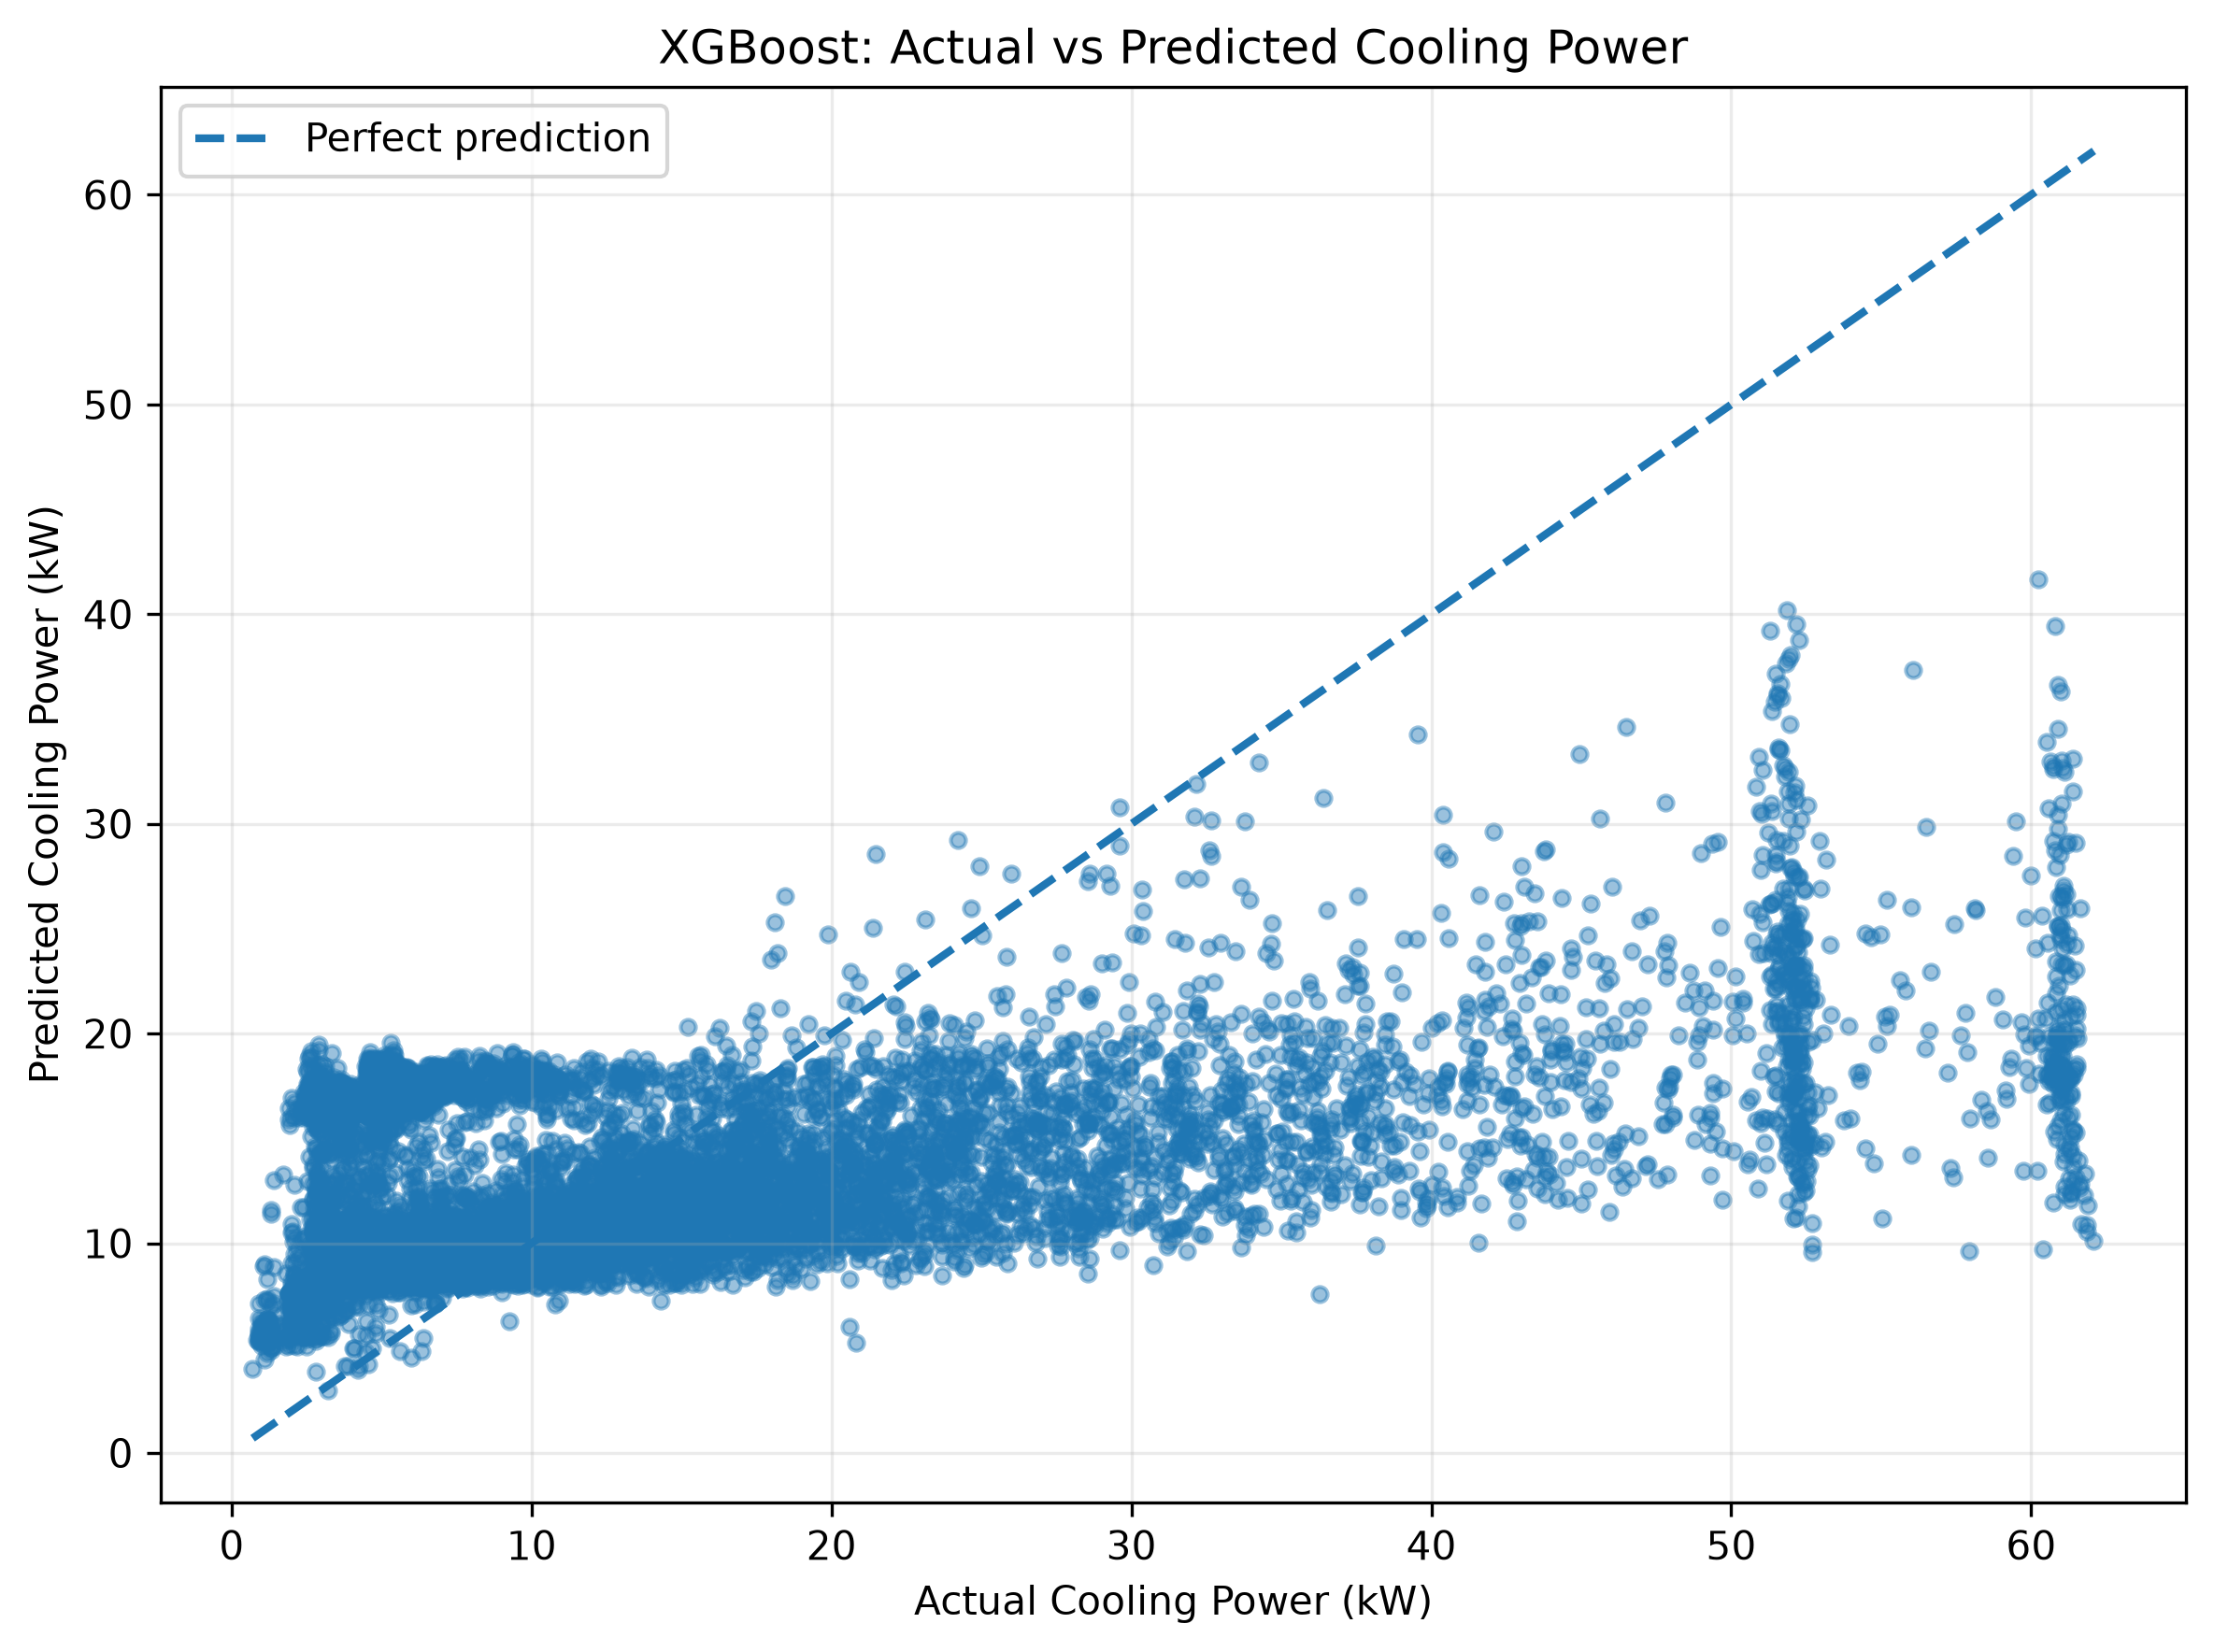 XGBoost: Actual vs Predicted Cooling Power
Perfect prediction
Predicted Cooling Power (kW)
60
50
40
30
20
10
0
0 10 20 30 40 50 60
Actual Cooling Power (kW)